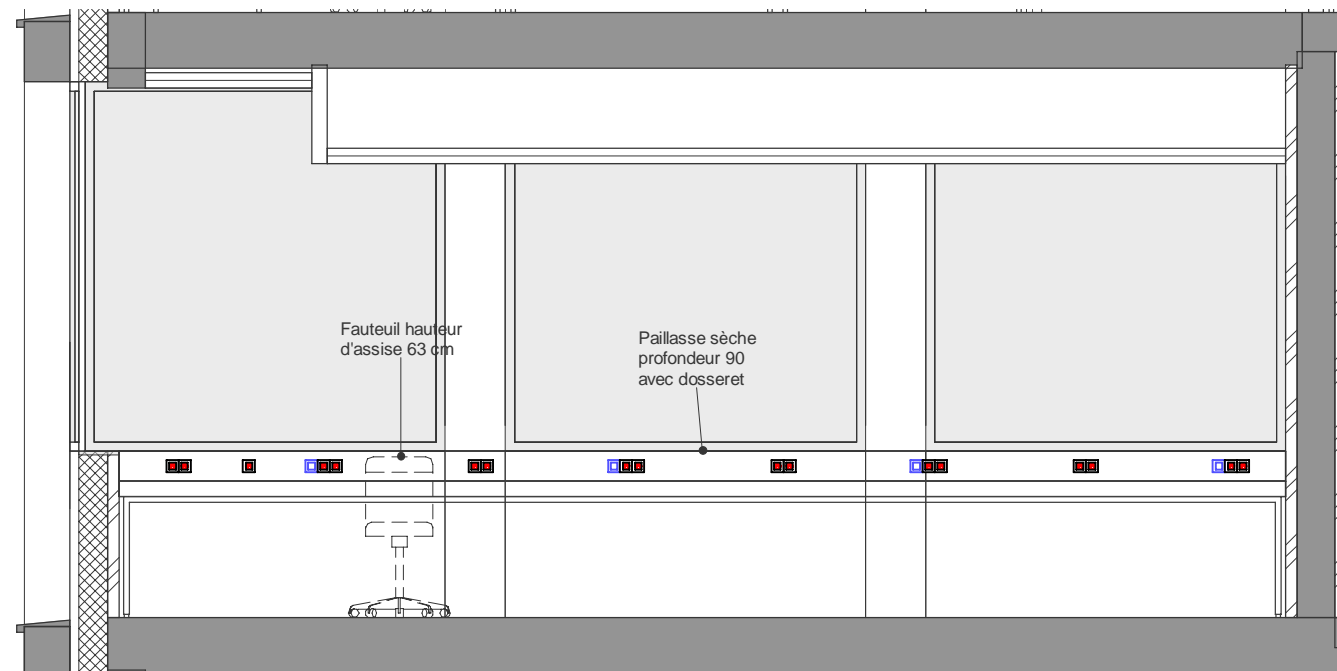 Fauteuil hauteur
d'assise 63 cm
Paillasse sèche
profondeur 90
avec dosseret